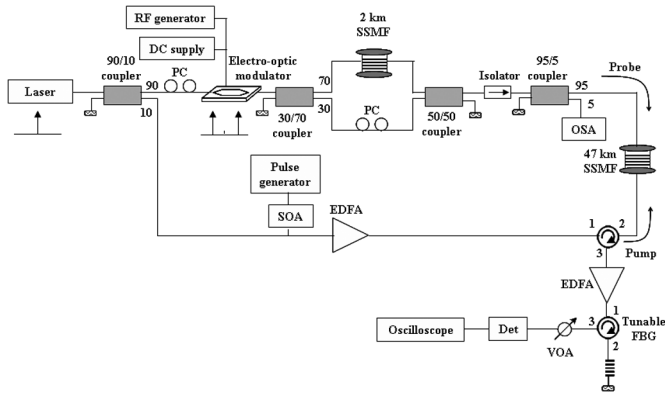 RF generator
DC supply
2 km
SSMF
90/10
coupler
PC
Electro-optic
modulator
Laser
90
10
70
30
30/70
coupler
PC
50/50
coupler
Isolator
95/5
coupler
95
5
OSA
Probe
47 km
SSMF
Pulse
generator
SOA
EDFA
1
2
3
Pump
EDFA
1
Oscilloscope
Det
VOA
3
Tunable
FBG
2